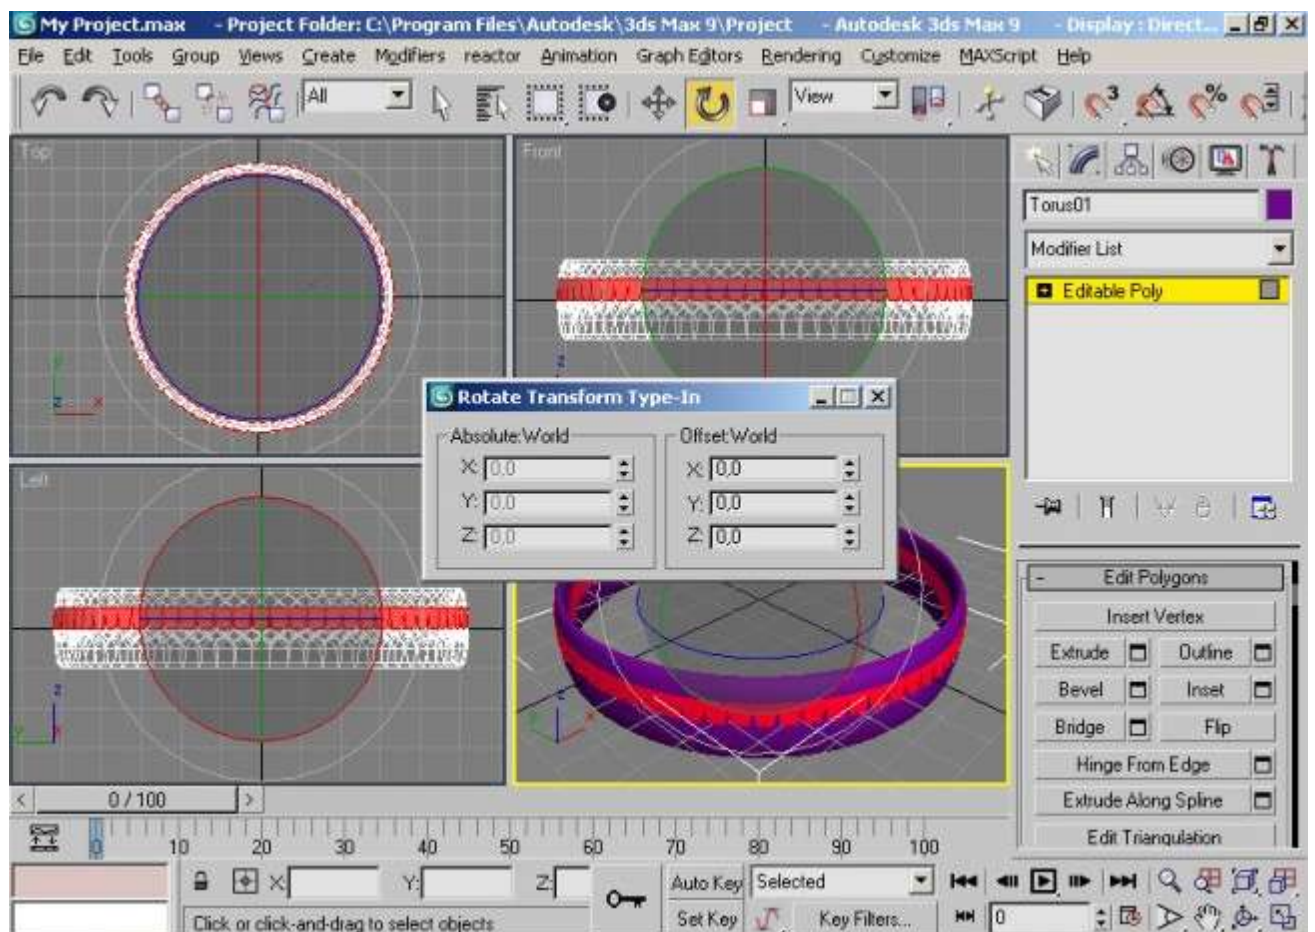 My Project.max - Project Folder: C:\Program Files\Autodesk\3ds Max 9\Project - Autodesk 3ds Max 9 - Display : Direct...
File Edit Tools Group Views Create Modifiers reactor Animation Graph Editors Rendering Customize MAXScript Help
All View 3 %
Top Front
Torus01
Modifier List
Editable Poly
Rotate Transform Type-In
Absolute:World Offset:World
X: 0.0 X: 0,0
Y: 0.0 Y: 0,0
Z: 0.0 Z: 0,0
Left
Edit Polygons
Insert Vertex
Extrude Outline
Bevel Inset
Bridge Flip
Hinge From Edge
Extrude Along Spline
Edit Triangulation
0 / 100
0 10 20 30 40 50 60 70 80 90 100
X: Y: Z: Auto Key Selected
Click or click-and-drag to select objects Set Key Key Filters... 0